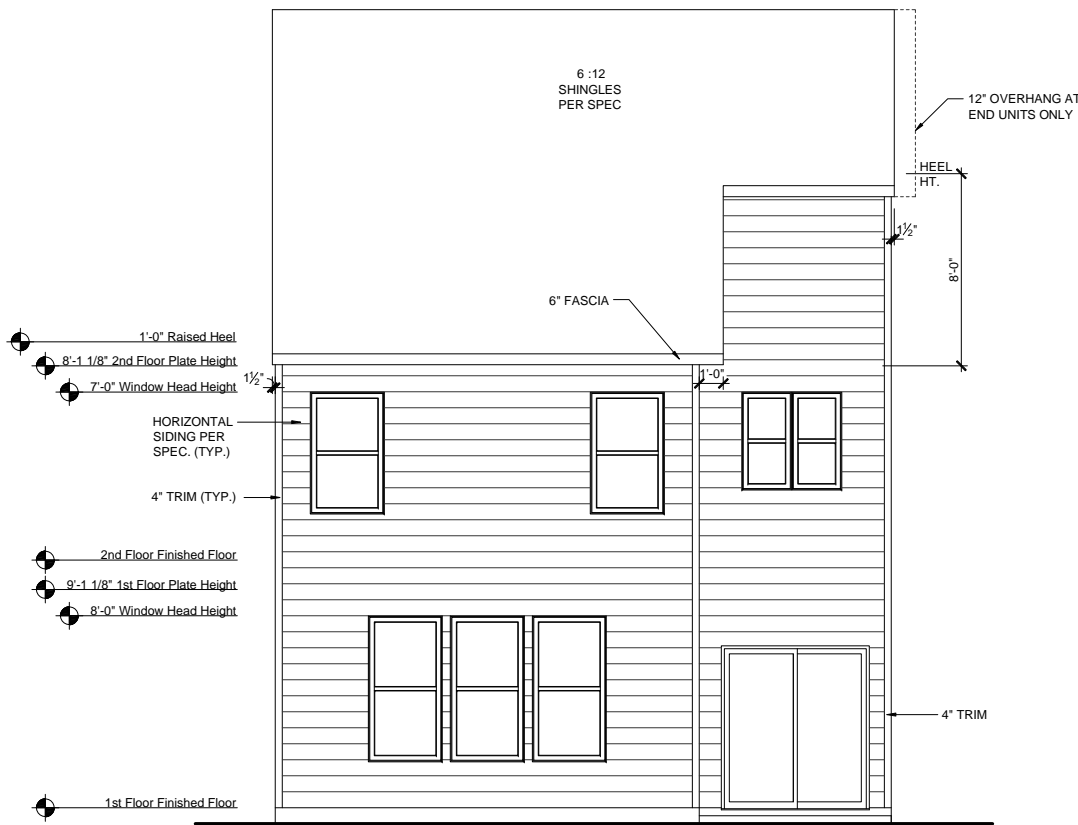 6 :12
SHINGLES
PER SPEC
12" OVERHANG AT
END UNITS ONLY
HEEL
HT.
1½"
8'-0"
6" FASCIA
1'-0" Raised Heel
8'-1 1/8" 2nd Floor Plate Height
1½"
1'-0"
7'-0" Window Head Height
HORIZONTAL
SIDING PER
SPEC. (TYP.)
4" TRIM (TYP.)
2nd Floor Finished Floor
9'-1 1/8" 1st Floor Plate Height
8'-0" Window Head Height
4" TRIM
1st Floor Finished Floor